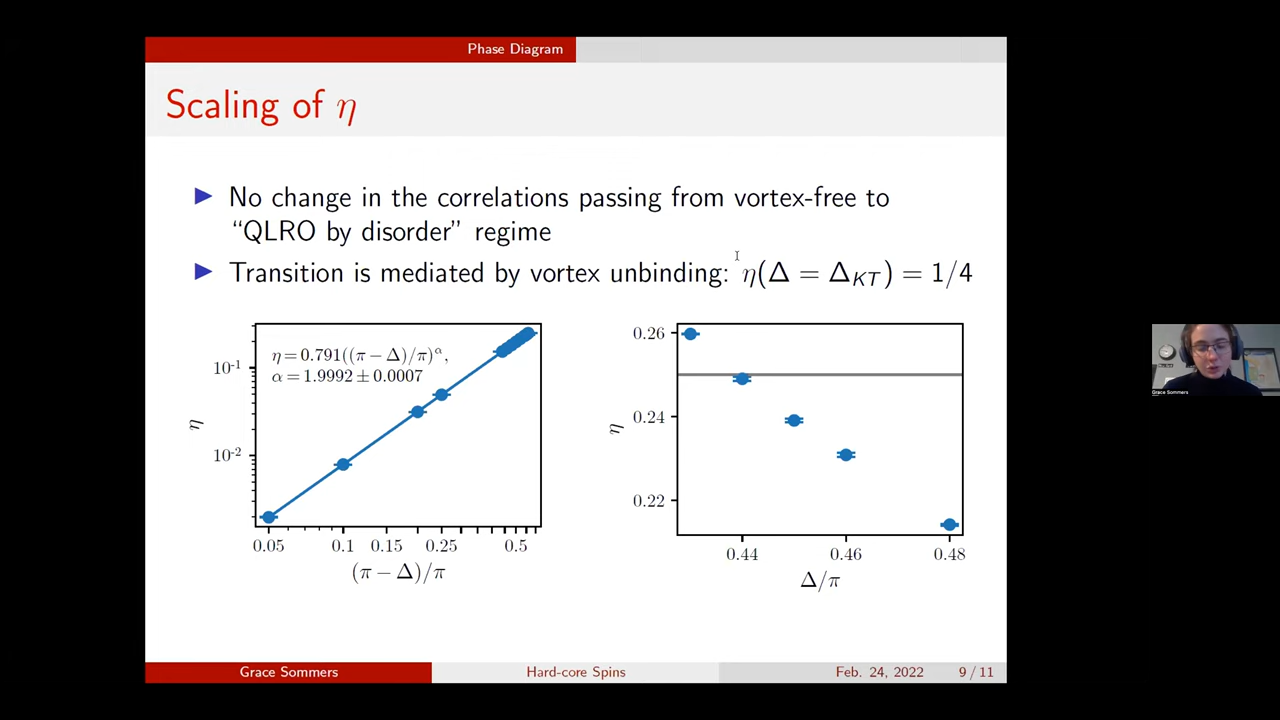 Phase Diagram
Scaling of η
No change in the correlations passing from vortex-free to
“QLRO by disorder” regime
Transition is mediated by vortex unbinding: η(Δ = Δ_KT) = 1/4
η = 0.791((π − Δ)/π)^α,
α = 1.9992 ± 0.0007
10^-1
10^-2
η
0.05 0.1 0.15 0.25 0.5
(π − Δ)/π
0.26
0.24
0.22
η
0.44 0.46 0.48
Δ/π
Grace Sommers
Grace Sommers Hard-core Spins Feb. 24, 2022 9 / 11